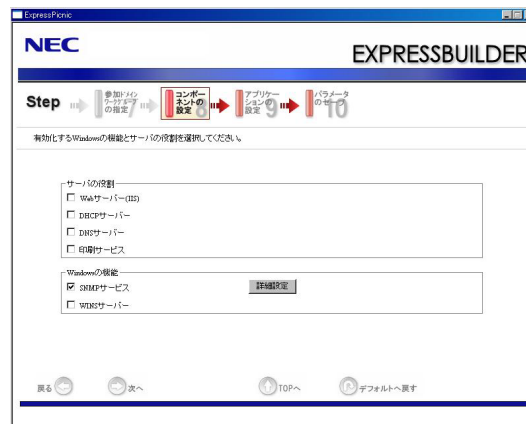 ExpressPicnic
NEC
EXPRESSBUILDER
Step
参加ドメイン
ワークグループ
の指定 7
コンポー
ネントの
設定 8
アプリケー
ションの
設定 9
パラメータ
のセーブ 10
有効化するWindowsの機能とサーバの役割を選択してください。
サーバの役割
Webサーバー(IIS)
DHCPサーバー
DNSサーバー
印刷サービス
Windowsの機能
SNMPサービス
詳細設定
WINSサーバー
戻る
次へ
TOPへ
デフォルトへ戻す